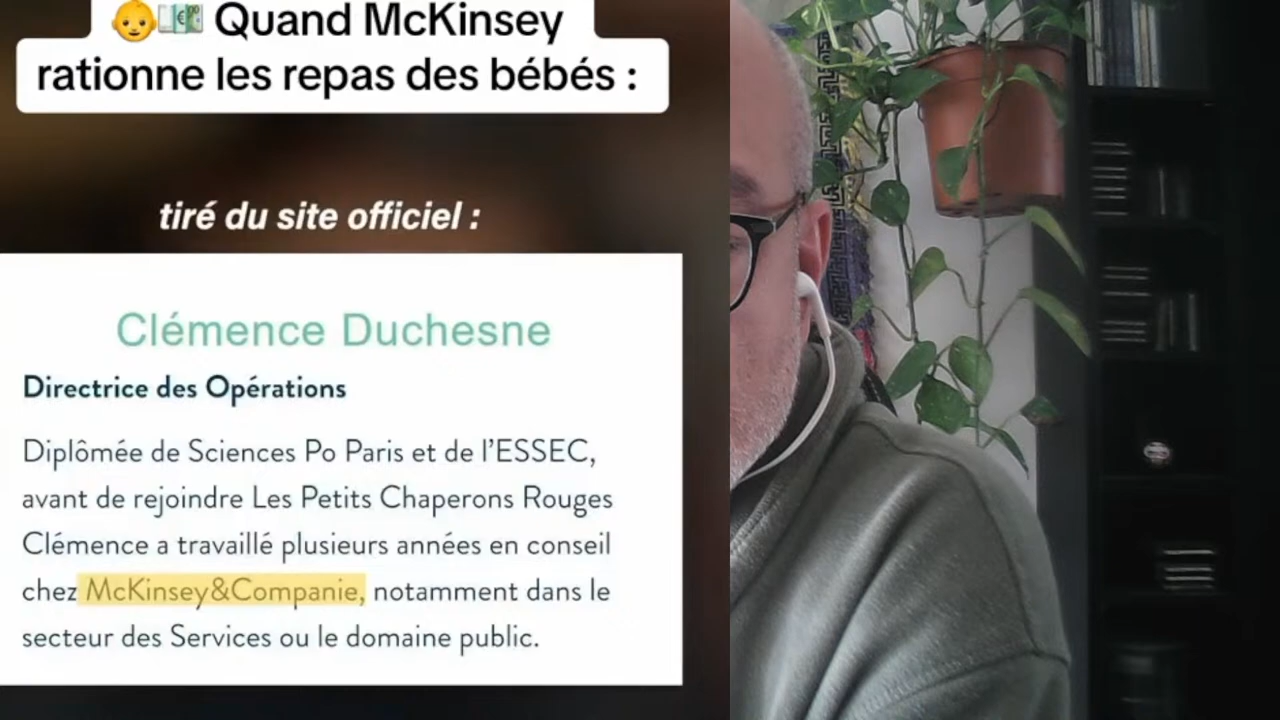 👶💶 Quand McKinsey
rationne les repas des bébés :
tiré du site officiel :
Clémence Duchesne
Directrice des Opérations
Diplômée de Sciences Po Paris et de l'ESSEC,
avant de rejoindre Les Petits Chaperons Rouges
Clémence a travaillé plusieurs années en conseil
chez McKinsey&Companie, notamment dans le
secteur des Services ou le domaine public.